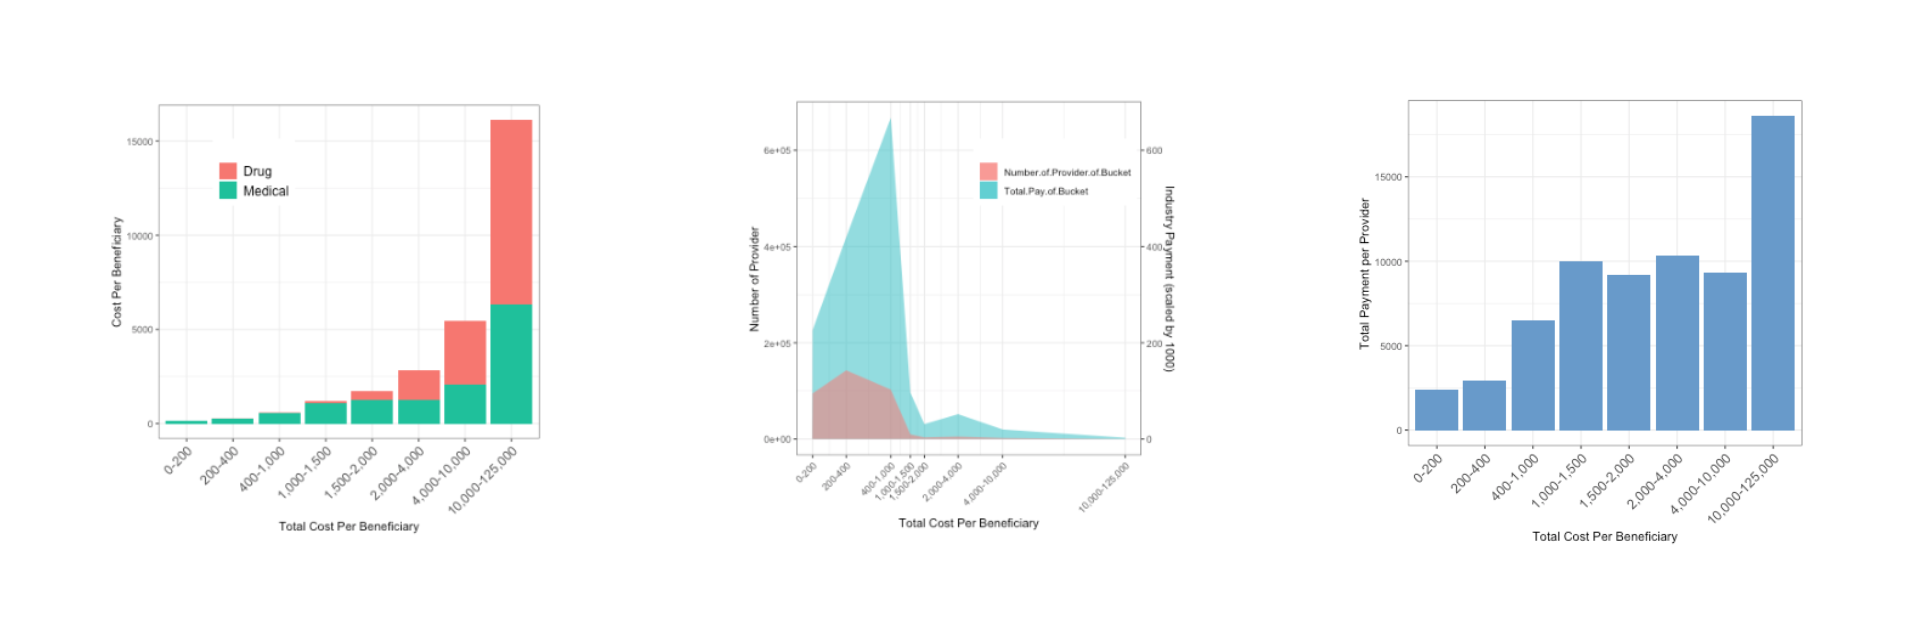 15000
10000
5000
0
Cost Per Beneficiary
Drug
Medical
0-200
200-400
400-1,000
1,000-1,500
1,500-2,000
2,000-4,000
4,000-10,000
10,000-125,000
Total Cost Per Beneficiary
6e+05
4e+05
2e+05
0e+00
Number of Provider
Number.of.Provider.of.Bucket
Total.Pay.of.Bucket
600
400
200
0
Industry Payment (scaled by 1000)
0-200
200-400
400-1,000
1,000-1,500
1,500-2,000
2,000-4,000
4,000-10,000
10,000-125,000
Total Cost Per Beneficiary
15000
10000
5000
0
Total Payment per Provider
0-200
200-400
400-1,000
1,000-1,500
1,500-2,000
2,000-4,000
4,000-10,000
10,000-125,000
Total Cost Per Beneficiary